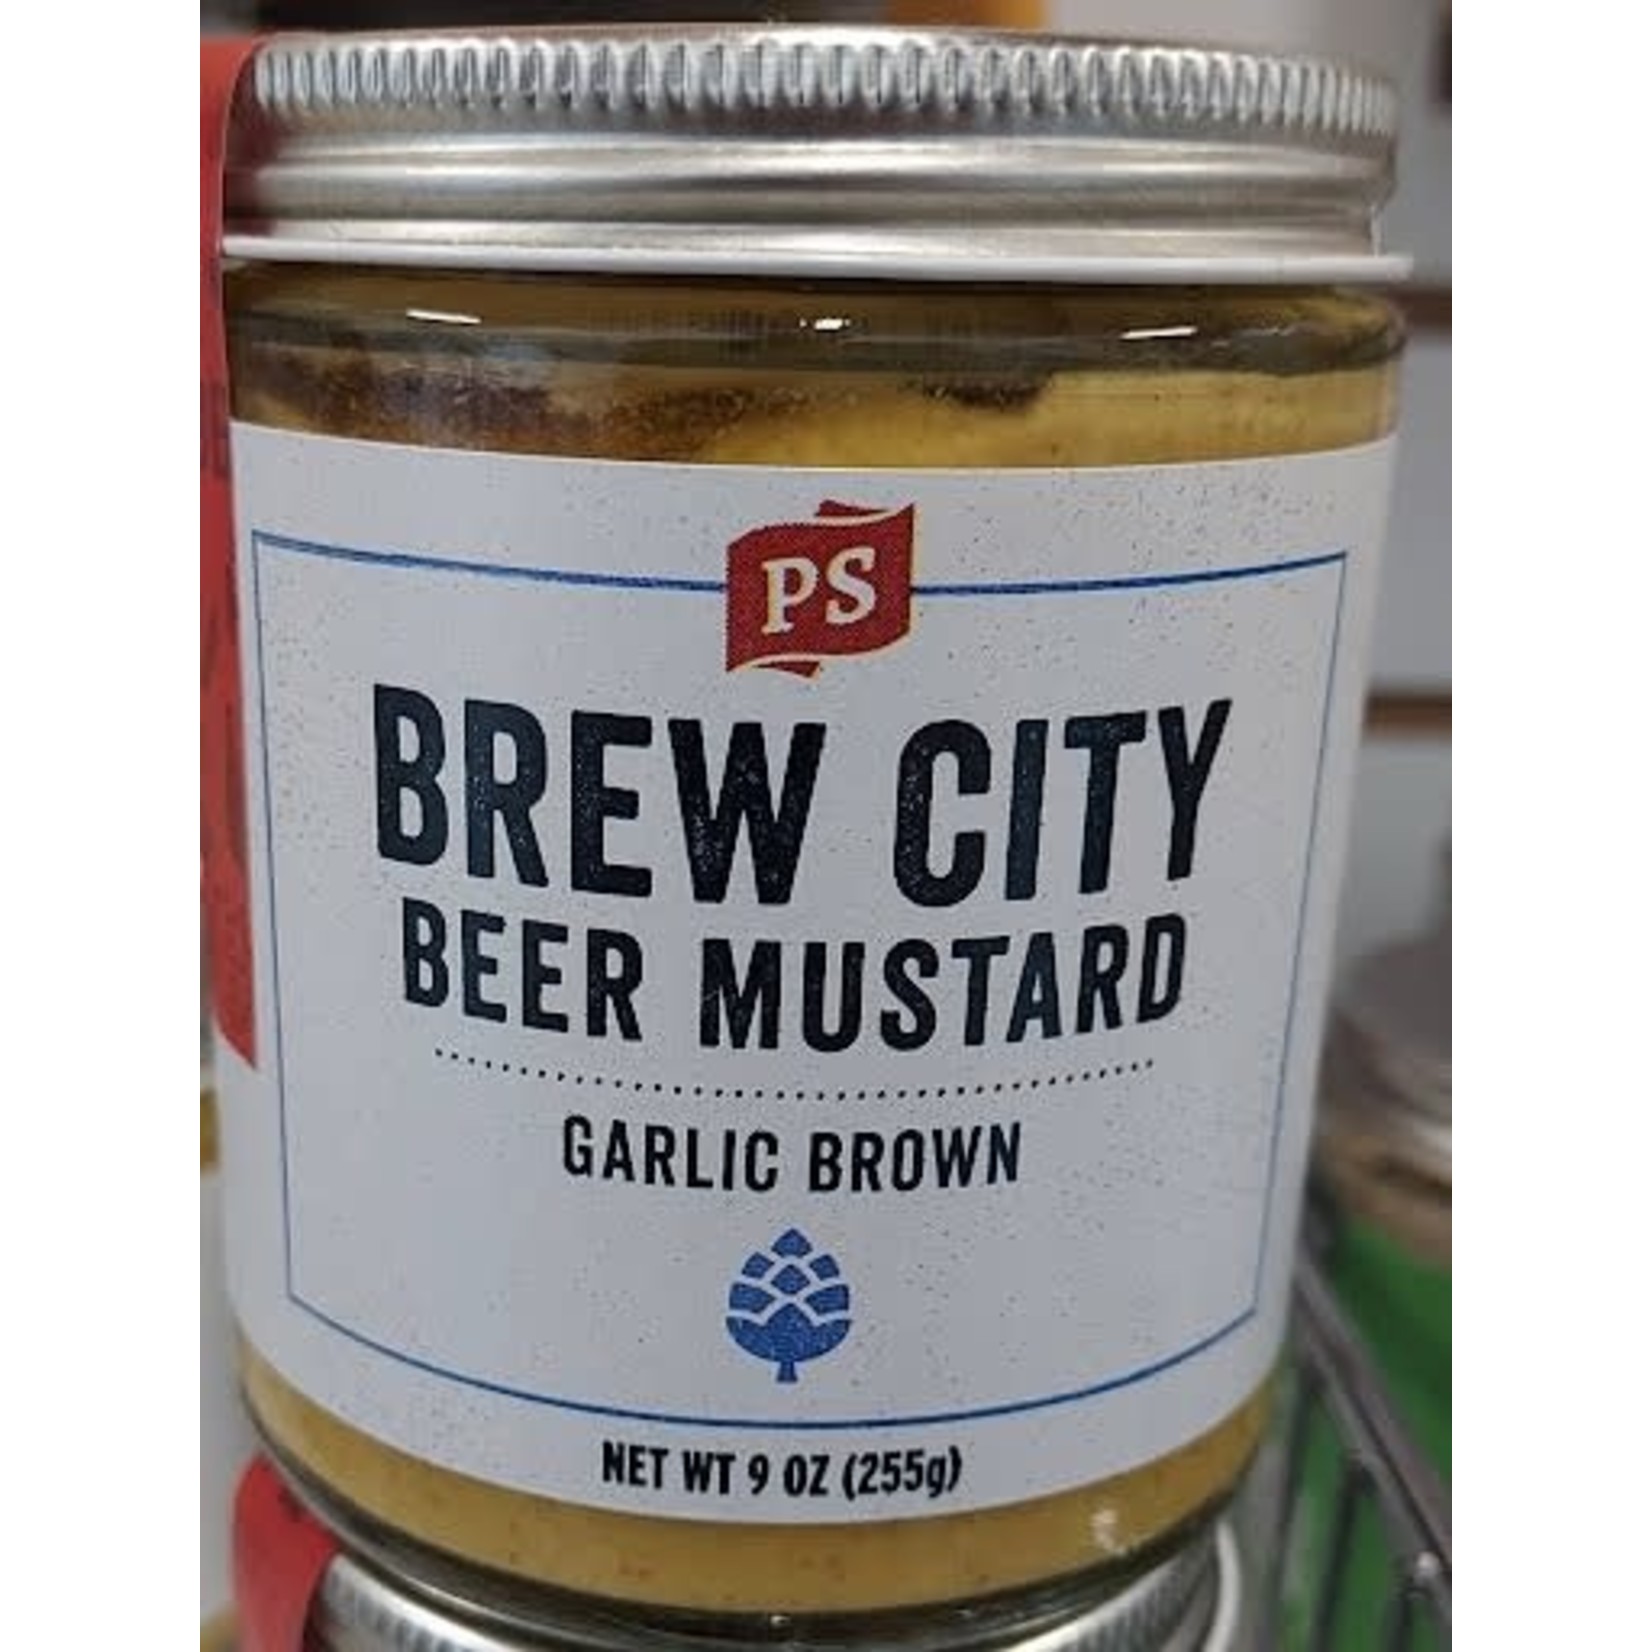 PS
BREW CITY
BEER MUSTARD
GARLIC BROWN
NET WT 9 OZ (255g)